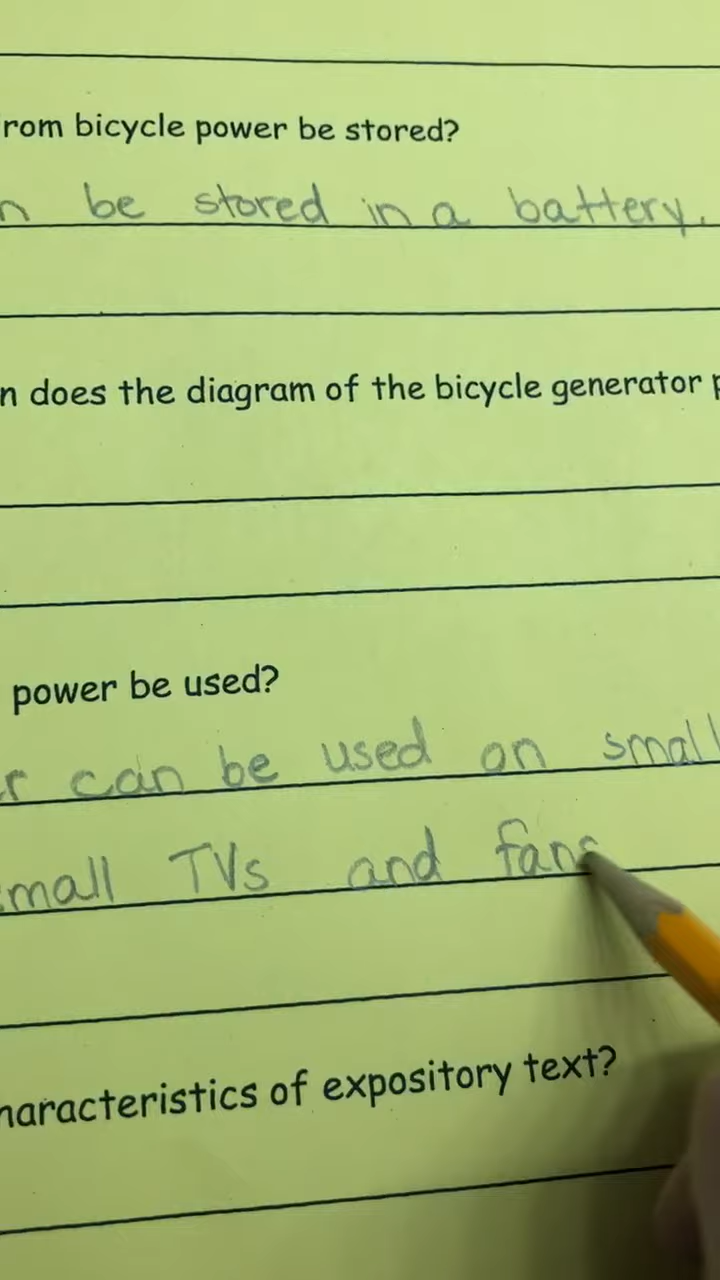 rom bicycle power be stored?
n be stored in a battery.
n does the diagram of the bicycle generator p
power be used?
r can be used on small
mall TVs and fans
haracteristics of expository text?